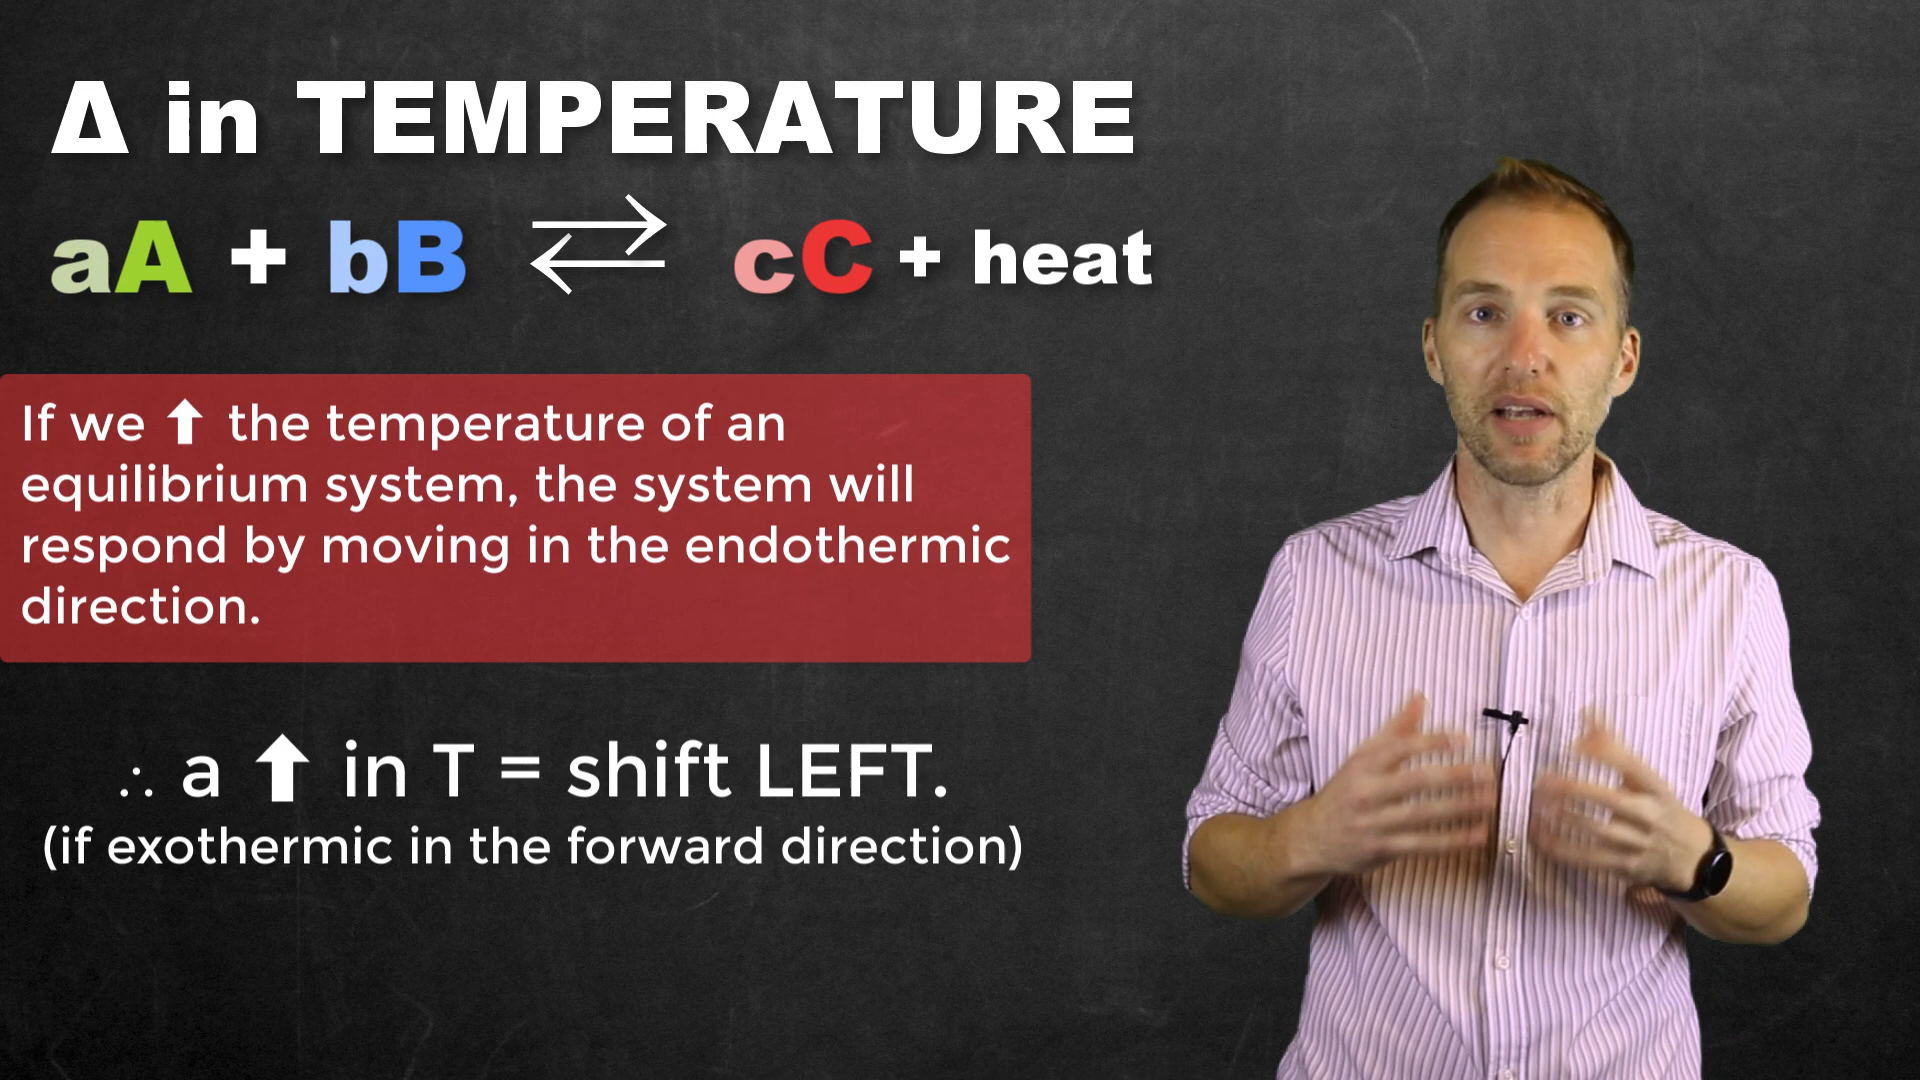 Δ in TEMPERATURE
aA + bB ⇄ cC + heat
If we ⬆ the temperature of an
equilibrium system, the system will
respond by moving in the endothermic
direction.
∴ a ⬆ in T = shift LEFT.
(if exothermic in the forward direction)